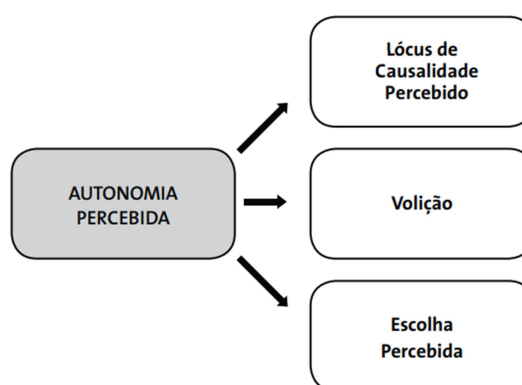 Lócus de
Causalidade
Percebido
AUTONOMIA
PERCEBIDA
Volição
Escolha
Percebida